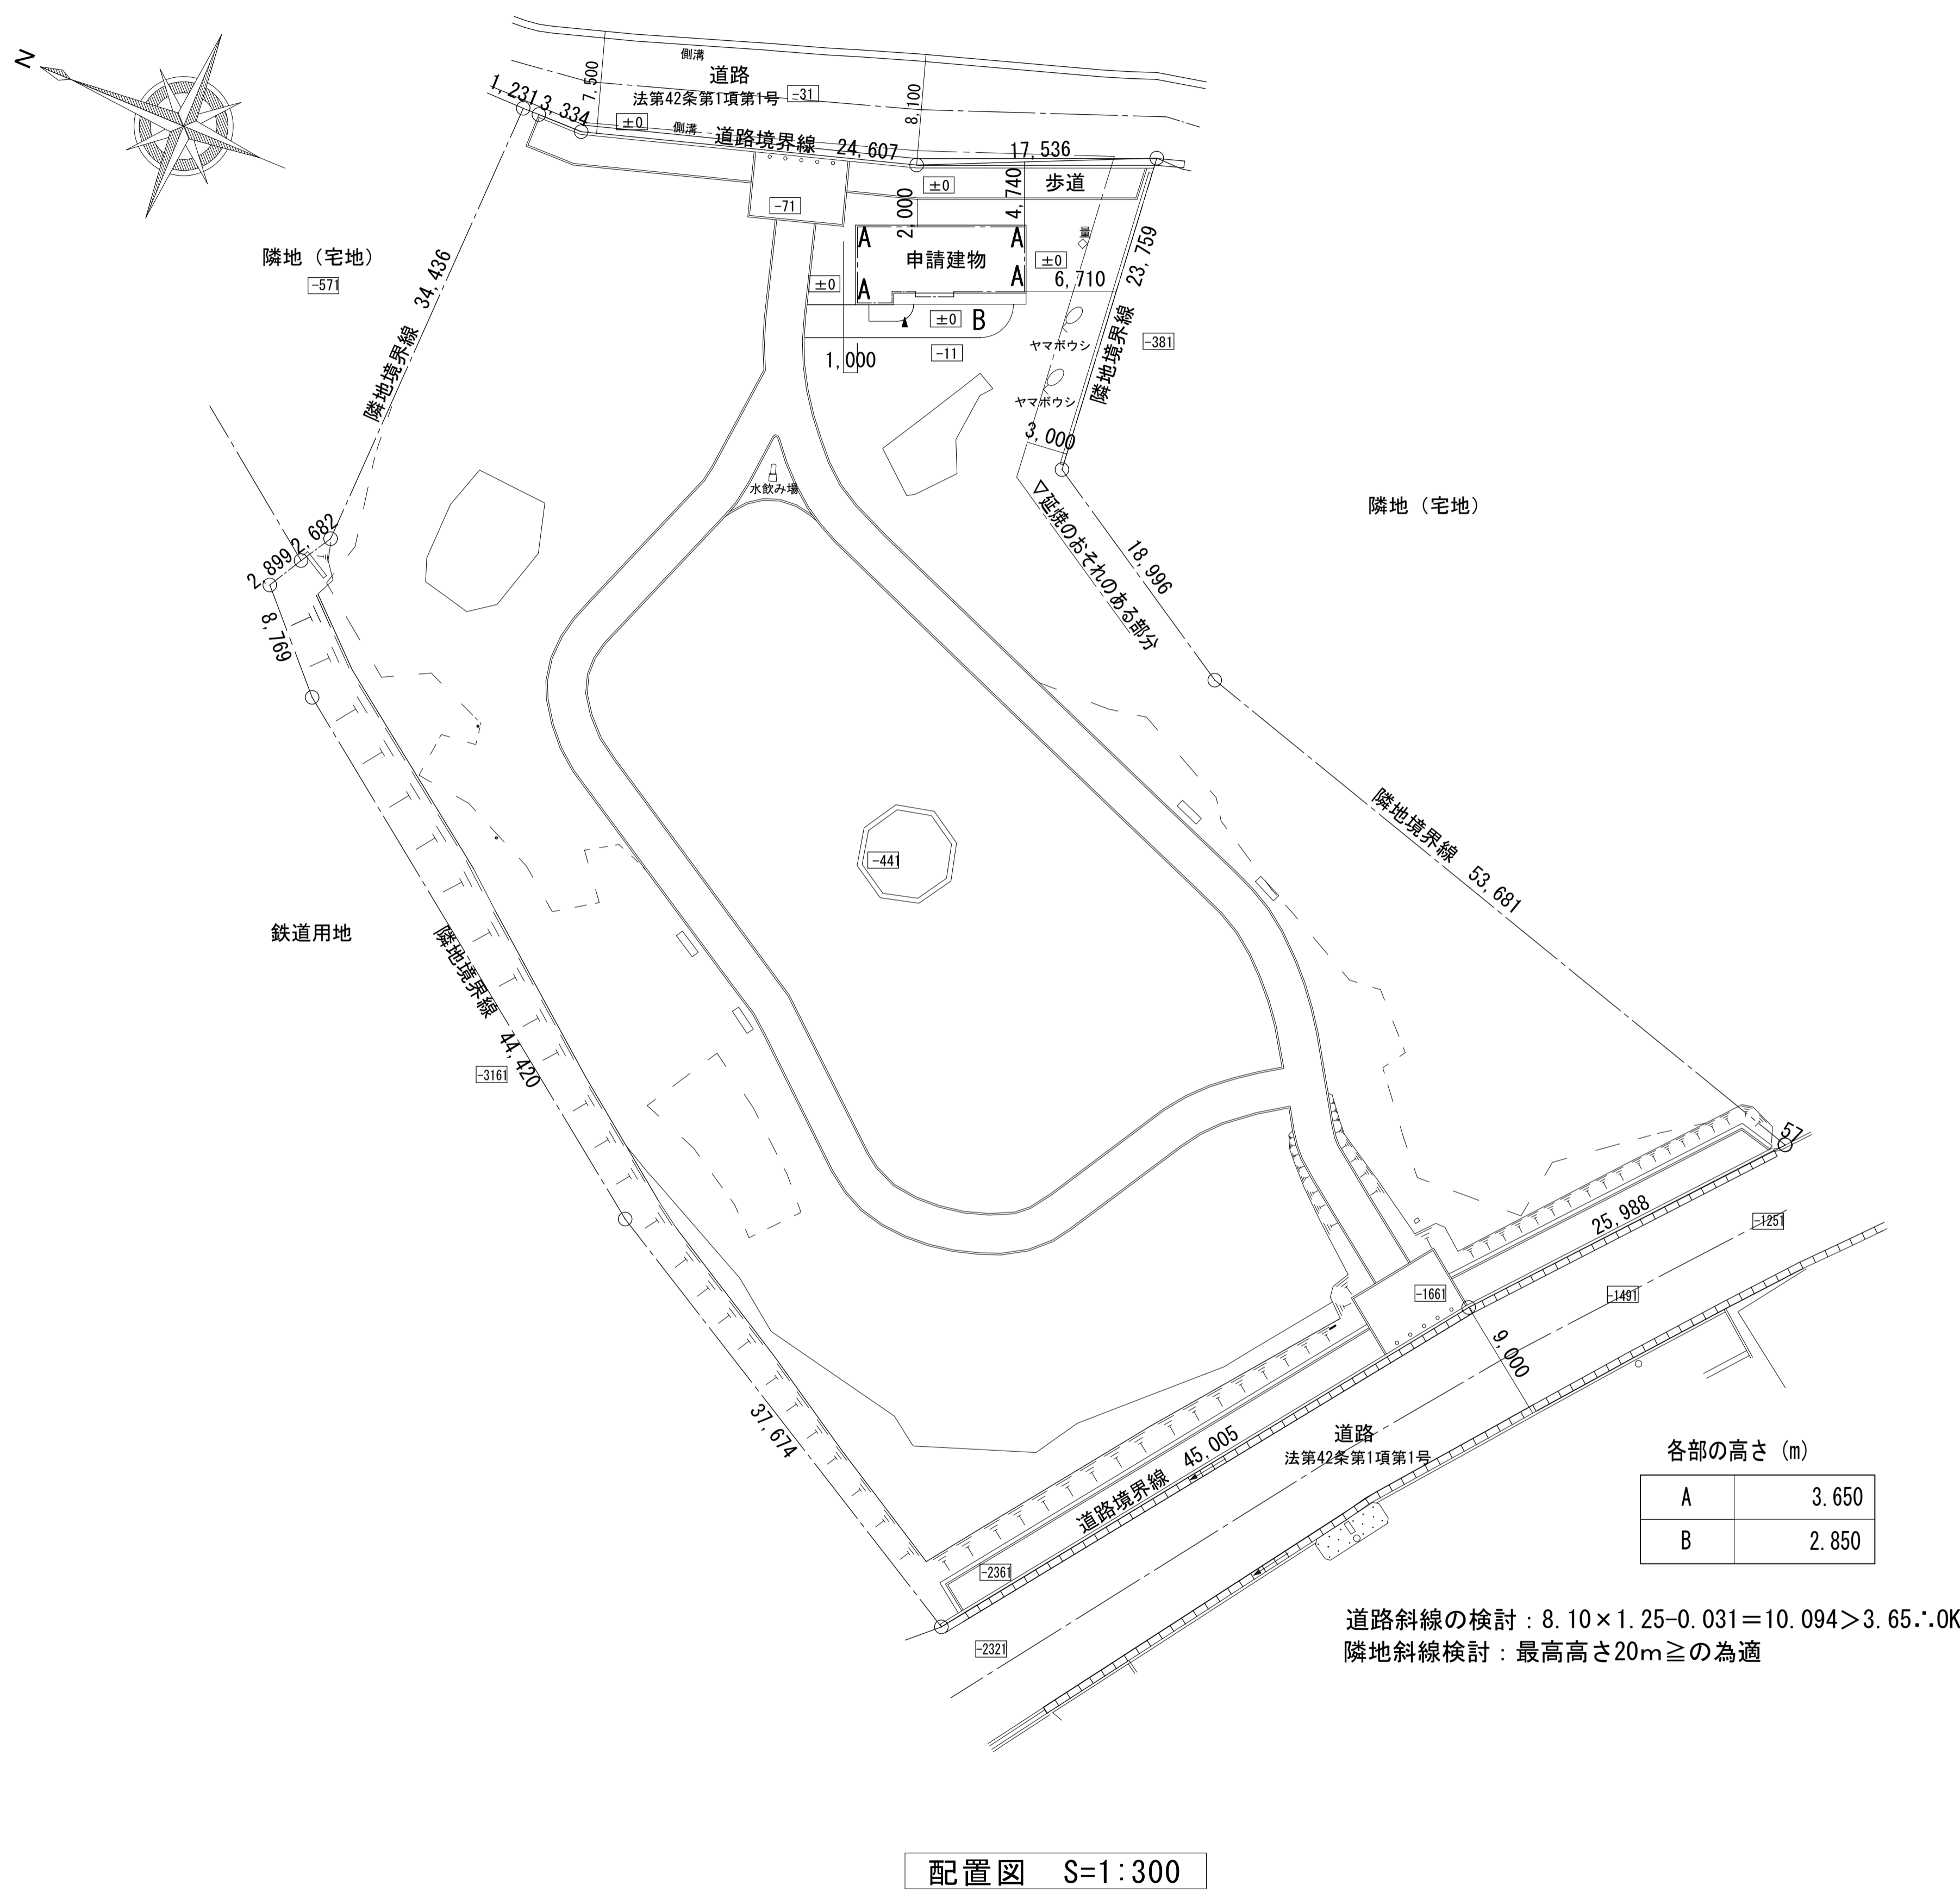 N
側溝
道路
法第42条第1項第1号
-31
7,500
8,100
1,231
3,334
±0
側溝
道路境界線 24,607
17,536
±0
歩道
-71
2,000
4,740
A
A
量
申請建物
±0
隣地境界線 23,759
隣地（宅地）
-571
隣地境界線 34,436
±0
A
A
6,710
±0
B
ヤマボウシ
-381
1,000
-11
ヤマボウシ
3,000
水飲み場
▽延焼のおそれのある部分
隣地（宅地）
18,996
2,682
2,899
8,769
隣地境界線 53,681
-441
鉄道用地
隣地境界線 44,420
-3161
57
25,988
-1251
-1661
-1491
9,000
37,674
道路
法第42条第1項第1号
道路境界線 45,005
-2361
-2321
各部の高さ（m）
A 3.650
B 2.850
道路斜線の検討：8.10×1.25-0.031＝10.094＞3.65∴OK
隣地斜線検討：最高高さ20ｍ≧の為適
配置図 S=1:300